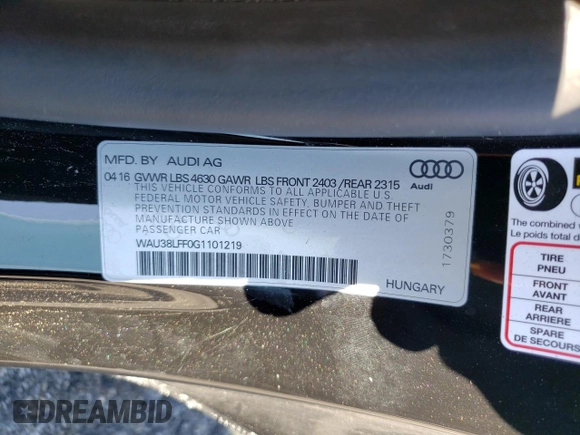 MFD. BY AUDI AG
04 16 GVWR LBS 4630 GAWR LBS FRONT 2403 /REAR 2315
THIS VEHICLE CONFORMS TO ALL APPLICABLE U S
FEDERAL MOTOR VEHICLE SAFETY, BUMPER AND THEFT
PREVENTION STANDARDS IN EFFECT ON THE DATE OF
MANUFACTURE SHOWN ABOVE
PASSENGER CAR
WAU38LFF0G1101219
HUNGARY
Audi
1730379
The combined
Le poids total
TIRE
PNEU
FRONT
AVANT
REAR
ARRIERE
SPARE
DE SECOURS
DREAMBID